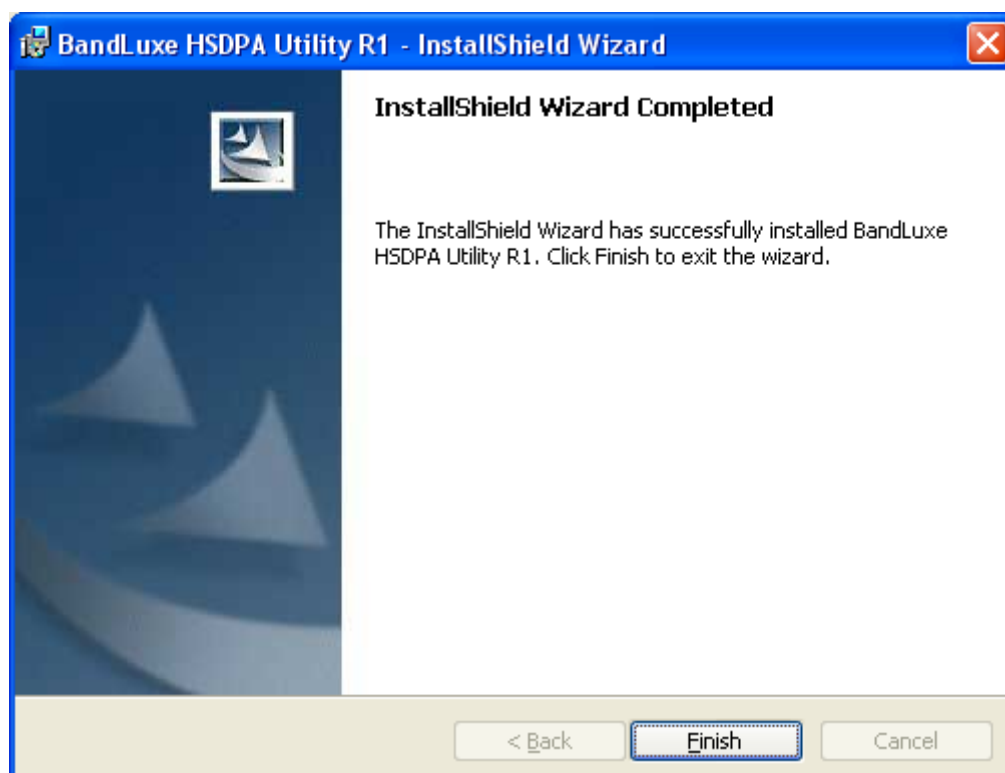 BandLuxe HSDPA Utility R1 - InstallShield Wizard
InstallShield Wizard Completed
The InstallShield Wizard has successfully installed BandLuxe
HSDPA Utility R1. Click Finish to exit the wizard.
< Back
Finish
Cancel